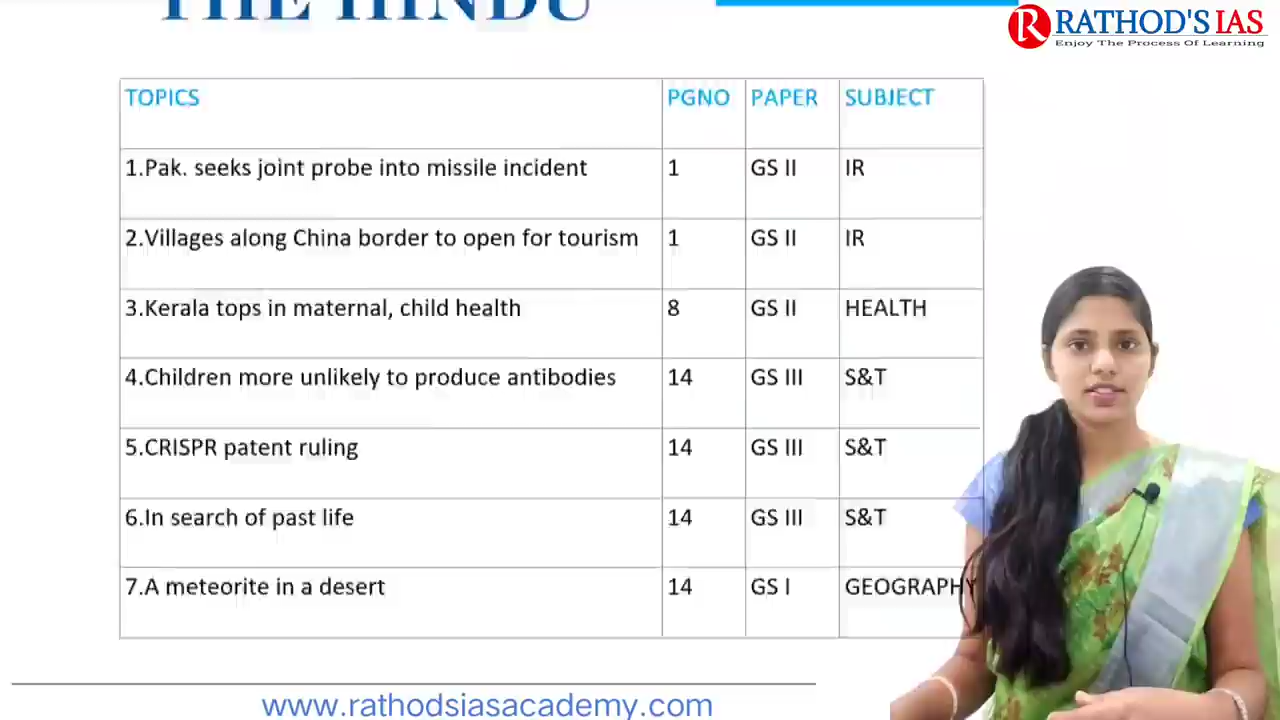 THE HINDU
RATHOD'S IAS
Enjoy The Process Of Learning
TOPICS PGNO PAPER SUBJECT
1.Pak. seeks joint probe into missile incident 1 GS II IR
2.Villages along China border to open for tourism 1 GS II IR
3.Kerala tops in maternal, child health 8 GS II HEALTH
4.Children more unlikely to produce antibodies 14 GS III S&T
5.CRISPR patent ruling 14 GS III S&T
6.In search of past life 14 GS III S&T
7.A meteorite in a desert 14 GS I GEOGRAPHY
www.rathodsiasacademy.com